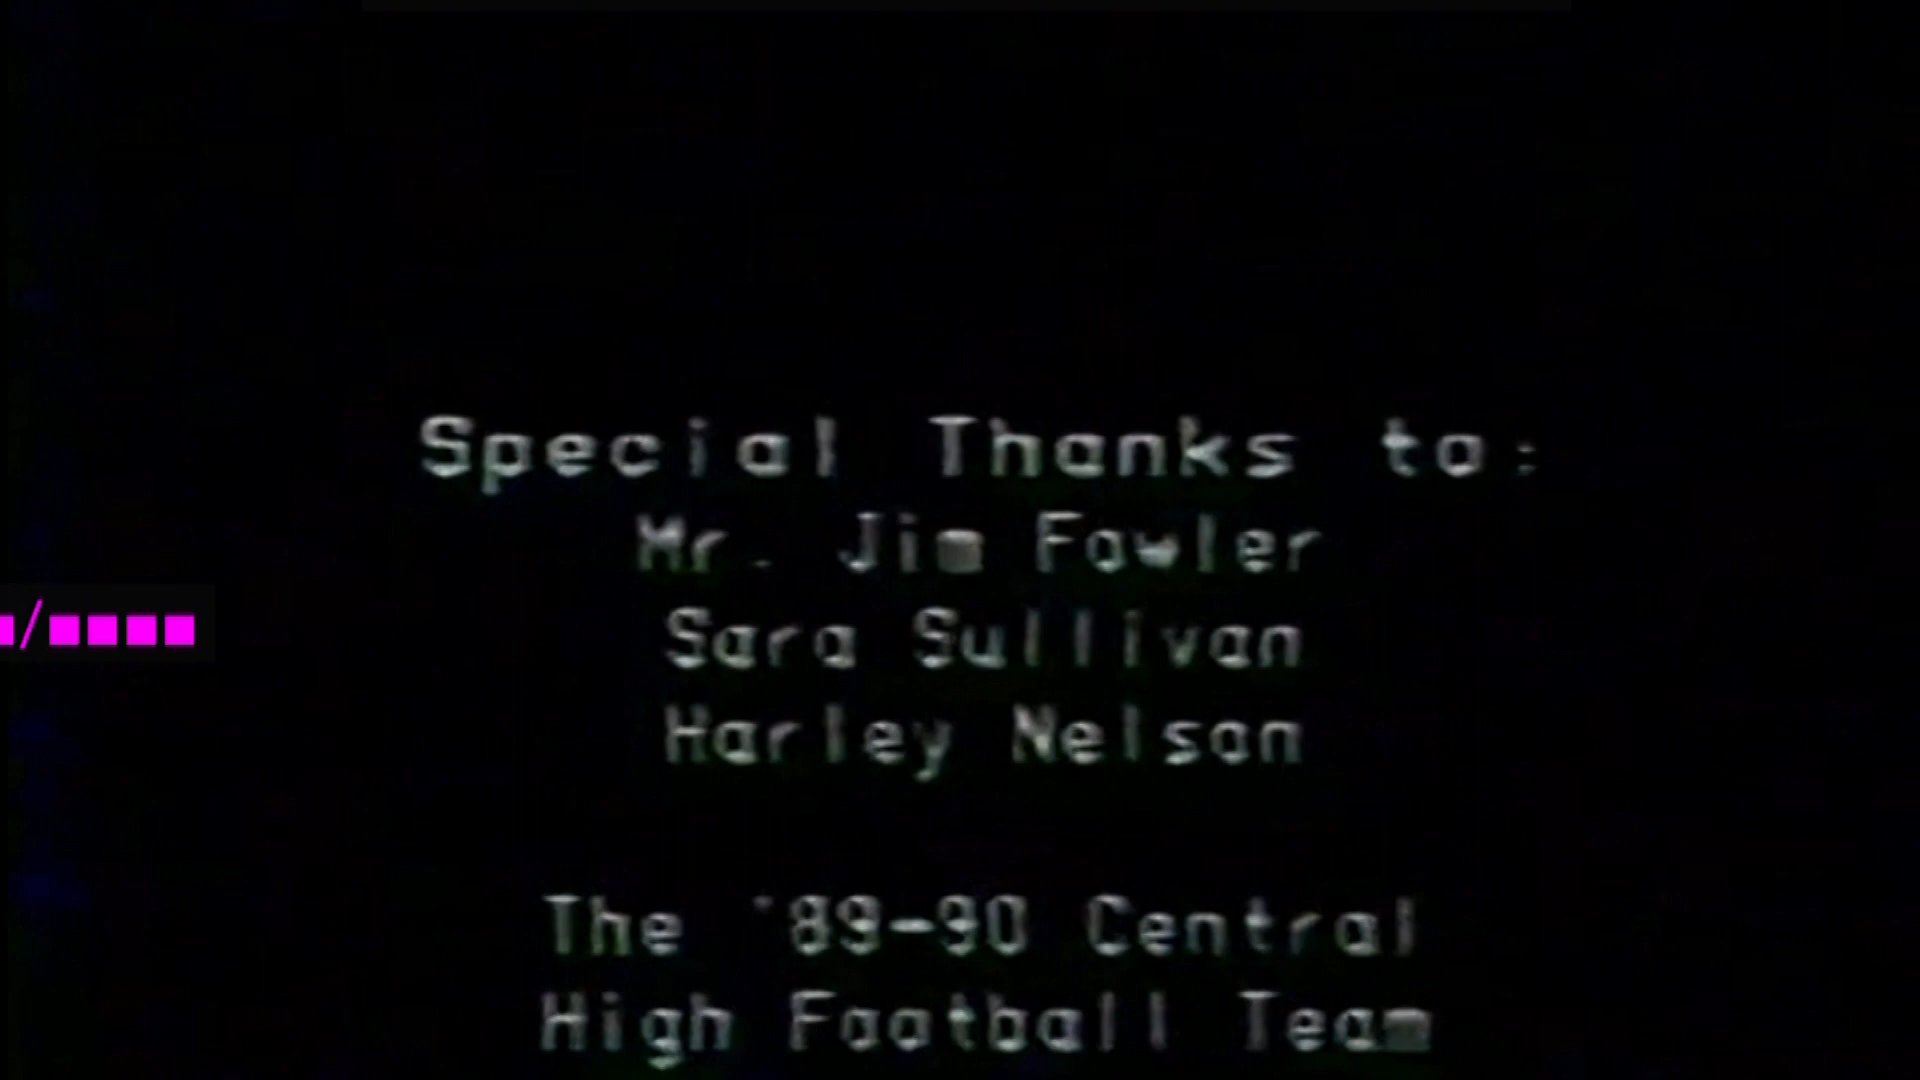 Special Thanks to:
Mr. Jim Fowler
Sara Sullivan
Harley Nelson
The '89-90 Central
High Football Team